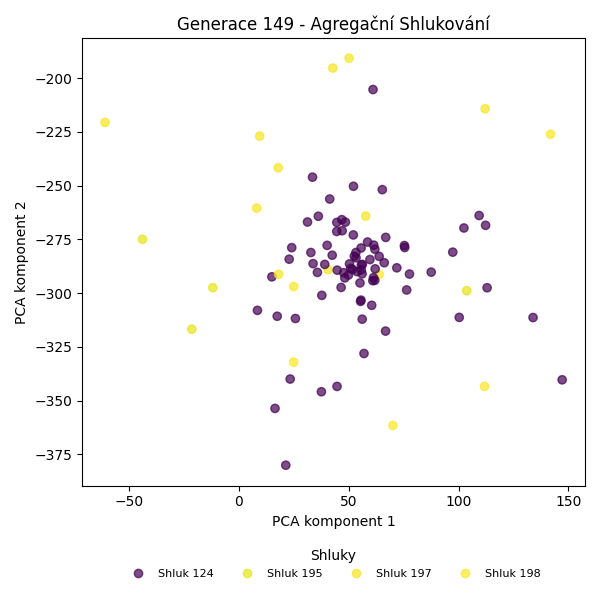 Generace 149 - Agregační Shlukování
PCA komponent 2
−200
−225
−250
−275
−300
−325
−350
−375
−50
0
50
100
150
PCA komponent 1
Shluky
Shluk 124
Shluk 195
Shluk 197
Shluk 198